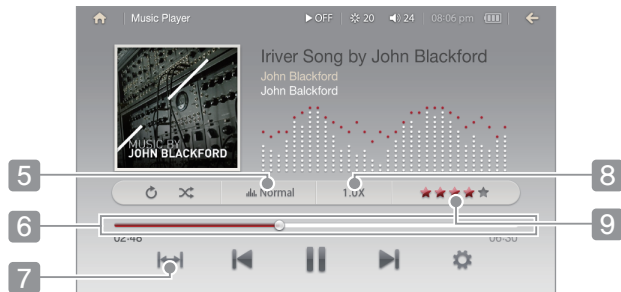 Music Player OFF 20 24 08:06 pm
Iriver Song by John Blackford
John Blackford
John Balckford
MUSIC BY
JOHN BLACKFORD
5
8
Normal 1.0X
6
9
02:48 06:30
7